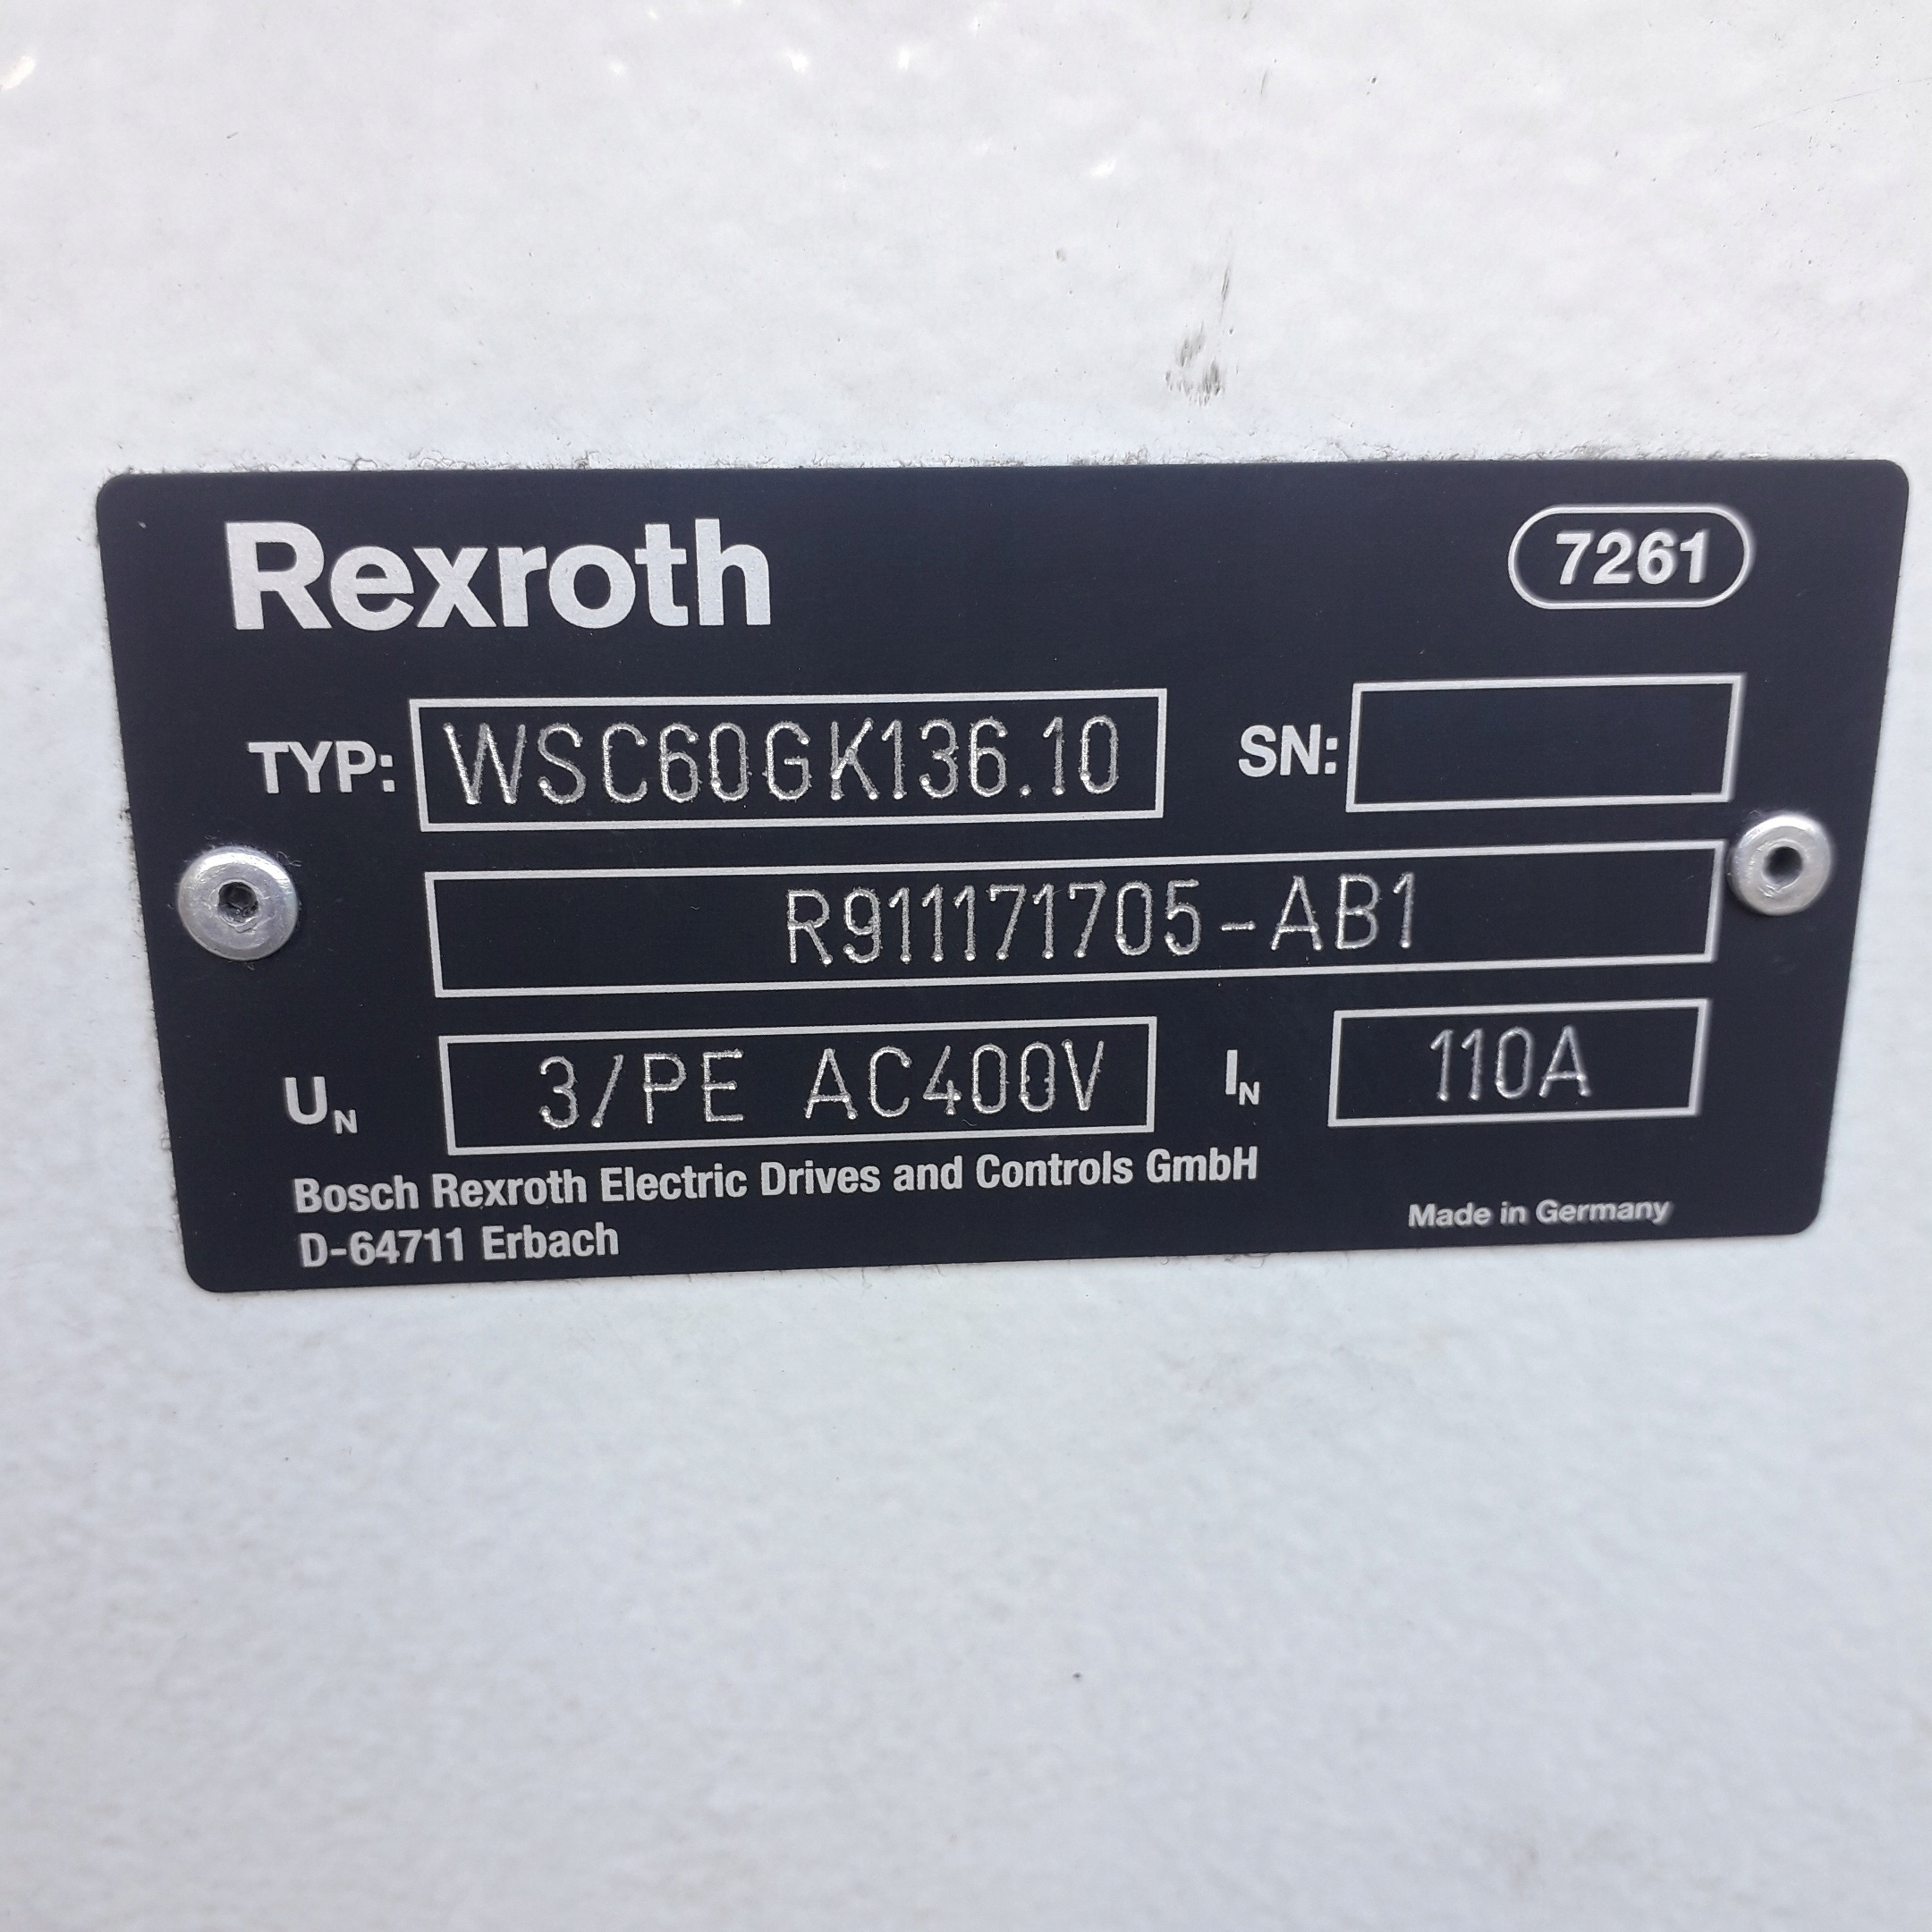 Rexroth
7261
TYP: WSC60GK136.10 SN:
R911171705-AB1
UN 3/PE AC400V IN 110A
Bosch Rexroth Electric Drives and Controls GmbH
D-64711 Erbach
Made in Germany